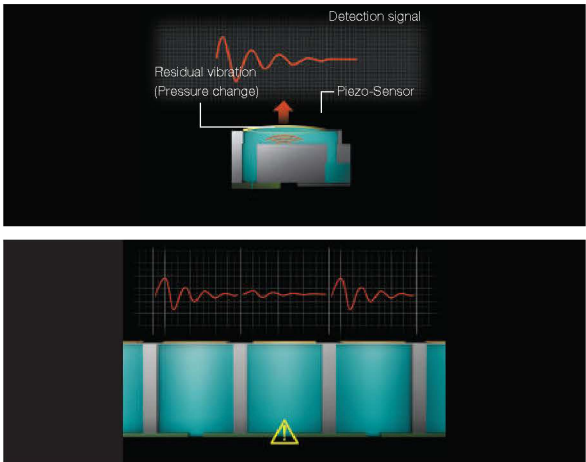 Detection signal
Residual vibration
(Pressure change)
Piezo-Sensor